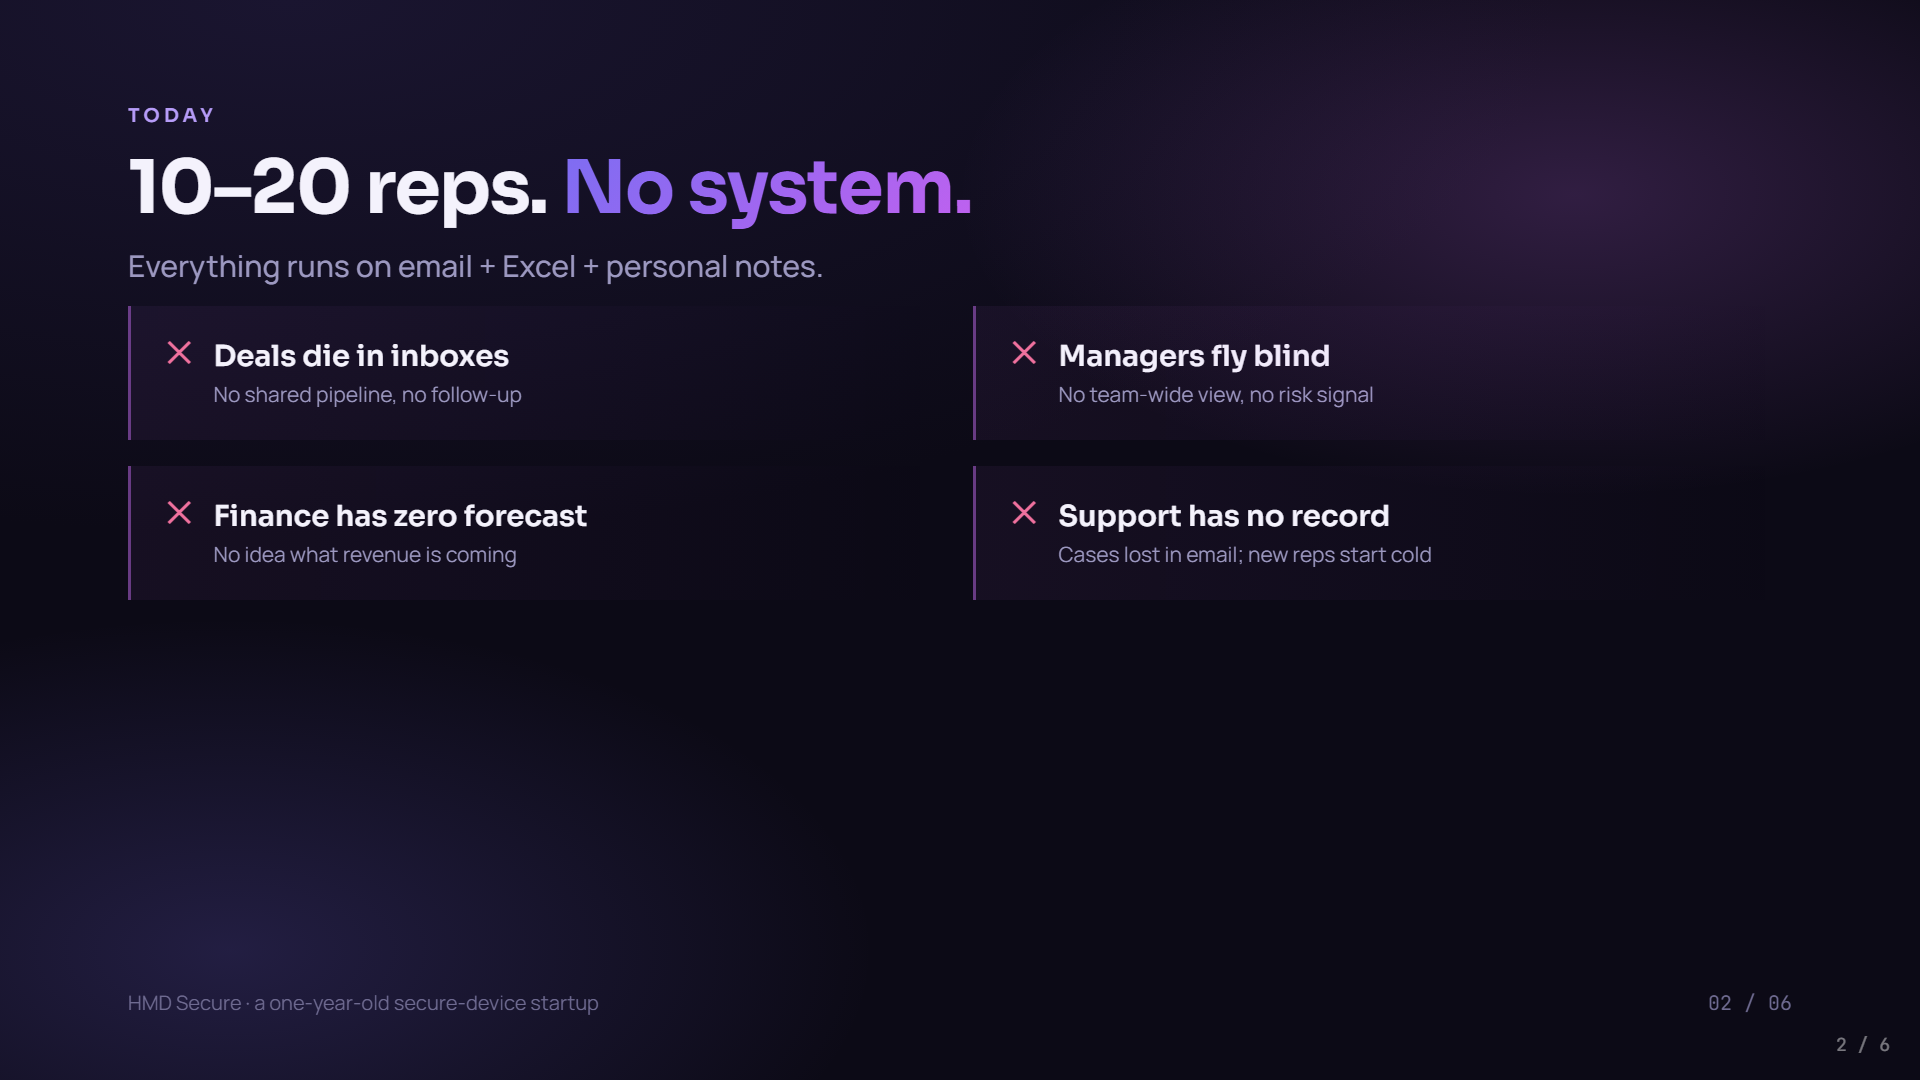 TODAY
10–20 reps. No system.
Everything runs on email + Excel + personal notes.
Deals die in inboxes
No shared pipeline, no follow-up
Managers fly blind
No team-wide view, no risk signal
Finance has zero forecast
No idea what revenue is coming
Support has no record
Cases lost in email; new reps start cold
HMD Secure · a one-year-old secure-device startup
02 / 06
2 / 6